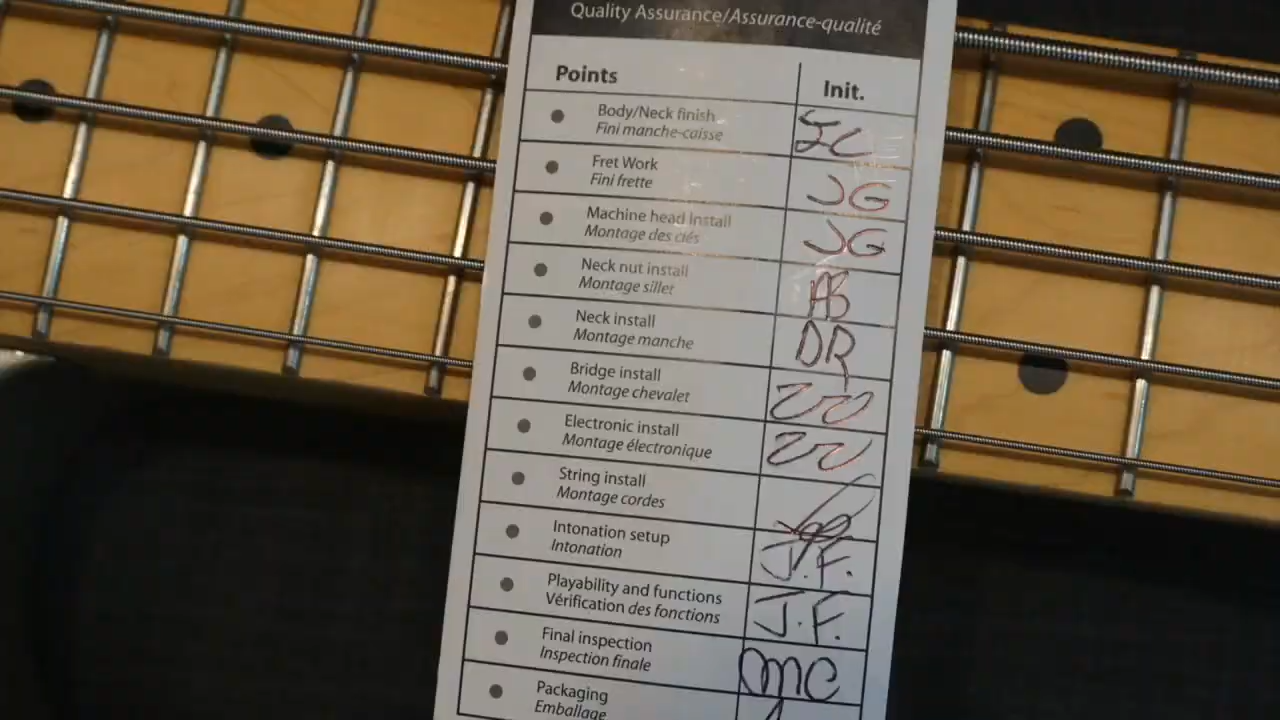 Quality Assurance/Assurance-qualité
Points Init.
Body/Neck finish
Fini manche-caisse
Fret Work JG
Fini frette
Machine head install JG
Montage des clés
Neck nut install
Montage sillet
Neck install DR
Montage manche
Bridge install
Montage chevalet
Electronic install
Montage électronique
String install
Montage cordes
Intonation setup J.F.
Intonation
Playability and functions J.F.
Vérification des fonctions
Final inspection mc
Inspection finale
Packaging
Emballage